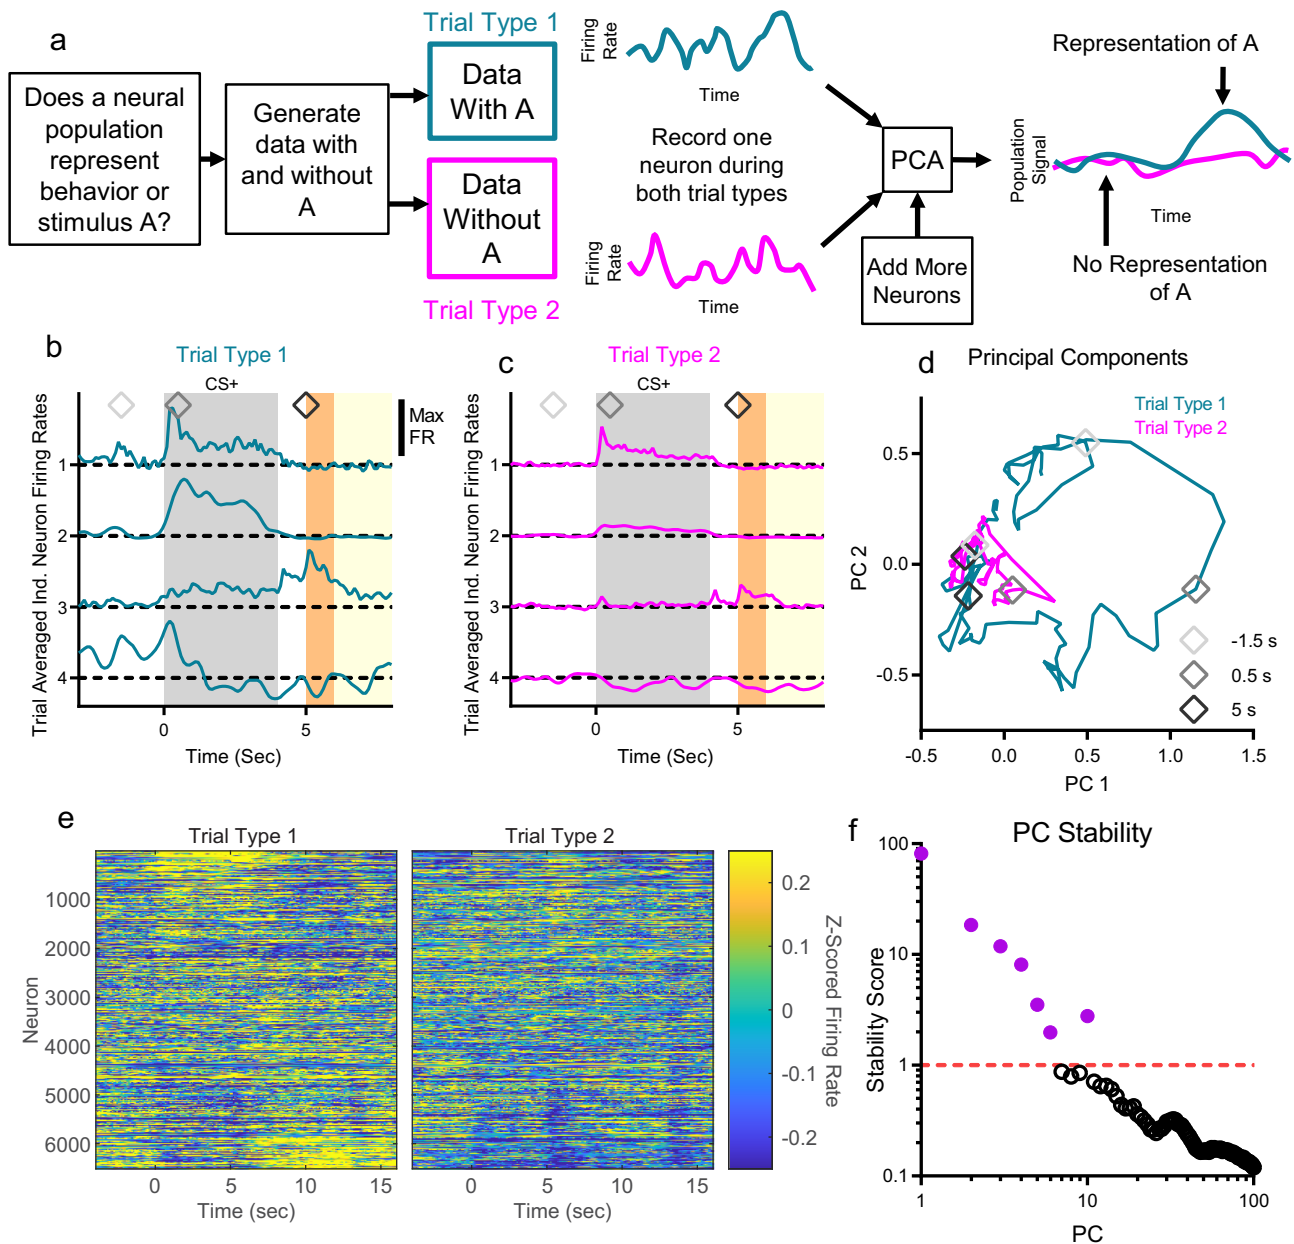 a
Does a neural
population
represent
behavior or
stimulus A?
Generate
data with
and without
A
Trial Type 1
Data
With A
Data
Without
A
Trial Type 2
Firing
Rate
Time
Record one
neuron during
both trial types
Firing
Rate
Time
PCA
Add More
Neurons
Representation of A
Population
Signal
Time
No Representation
of A
b
Trial Type 1
CS+
Max
FR
Trial Averaged Ind. Neuron Firing Rates
1
2
3
4
0
5
Time (Sec)
c
Trial Type 2
CS+
Trial Averaged Ind. Neuron Firing Rates
1
2
3
4
0
5
Time (Sec)
d
Principal Components
Trial Type 1
Trial Type 2
PC 2
0.5
0.0
-0.5
-1.5 s
0.5 s
5 s
-0.5
0.0
0.5
1.0
1.5
PC 1
e
Trial Type 1
Trial Type 2
Neuron
1000
2000
3000
4000
5000
6000
0
5
10
15
Time (sec)
0
5
10
15
Time (sec)
0.2
0.1
0
-0.1
-0.2
Z-Scored Firing Rate
f
PC Stability
Stability Score
100
10
1
0.1
1
10
100
PC